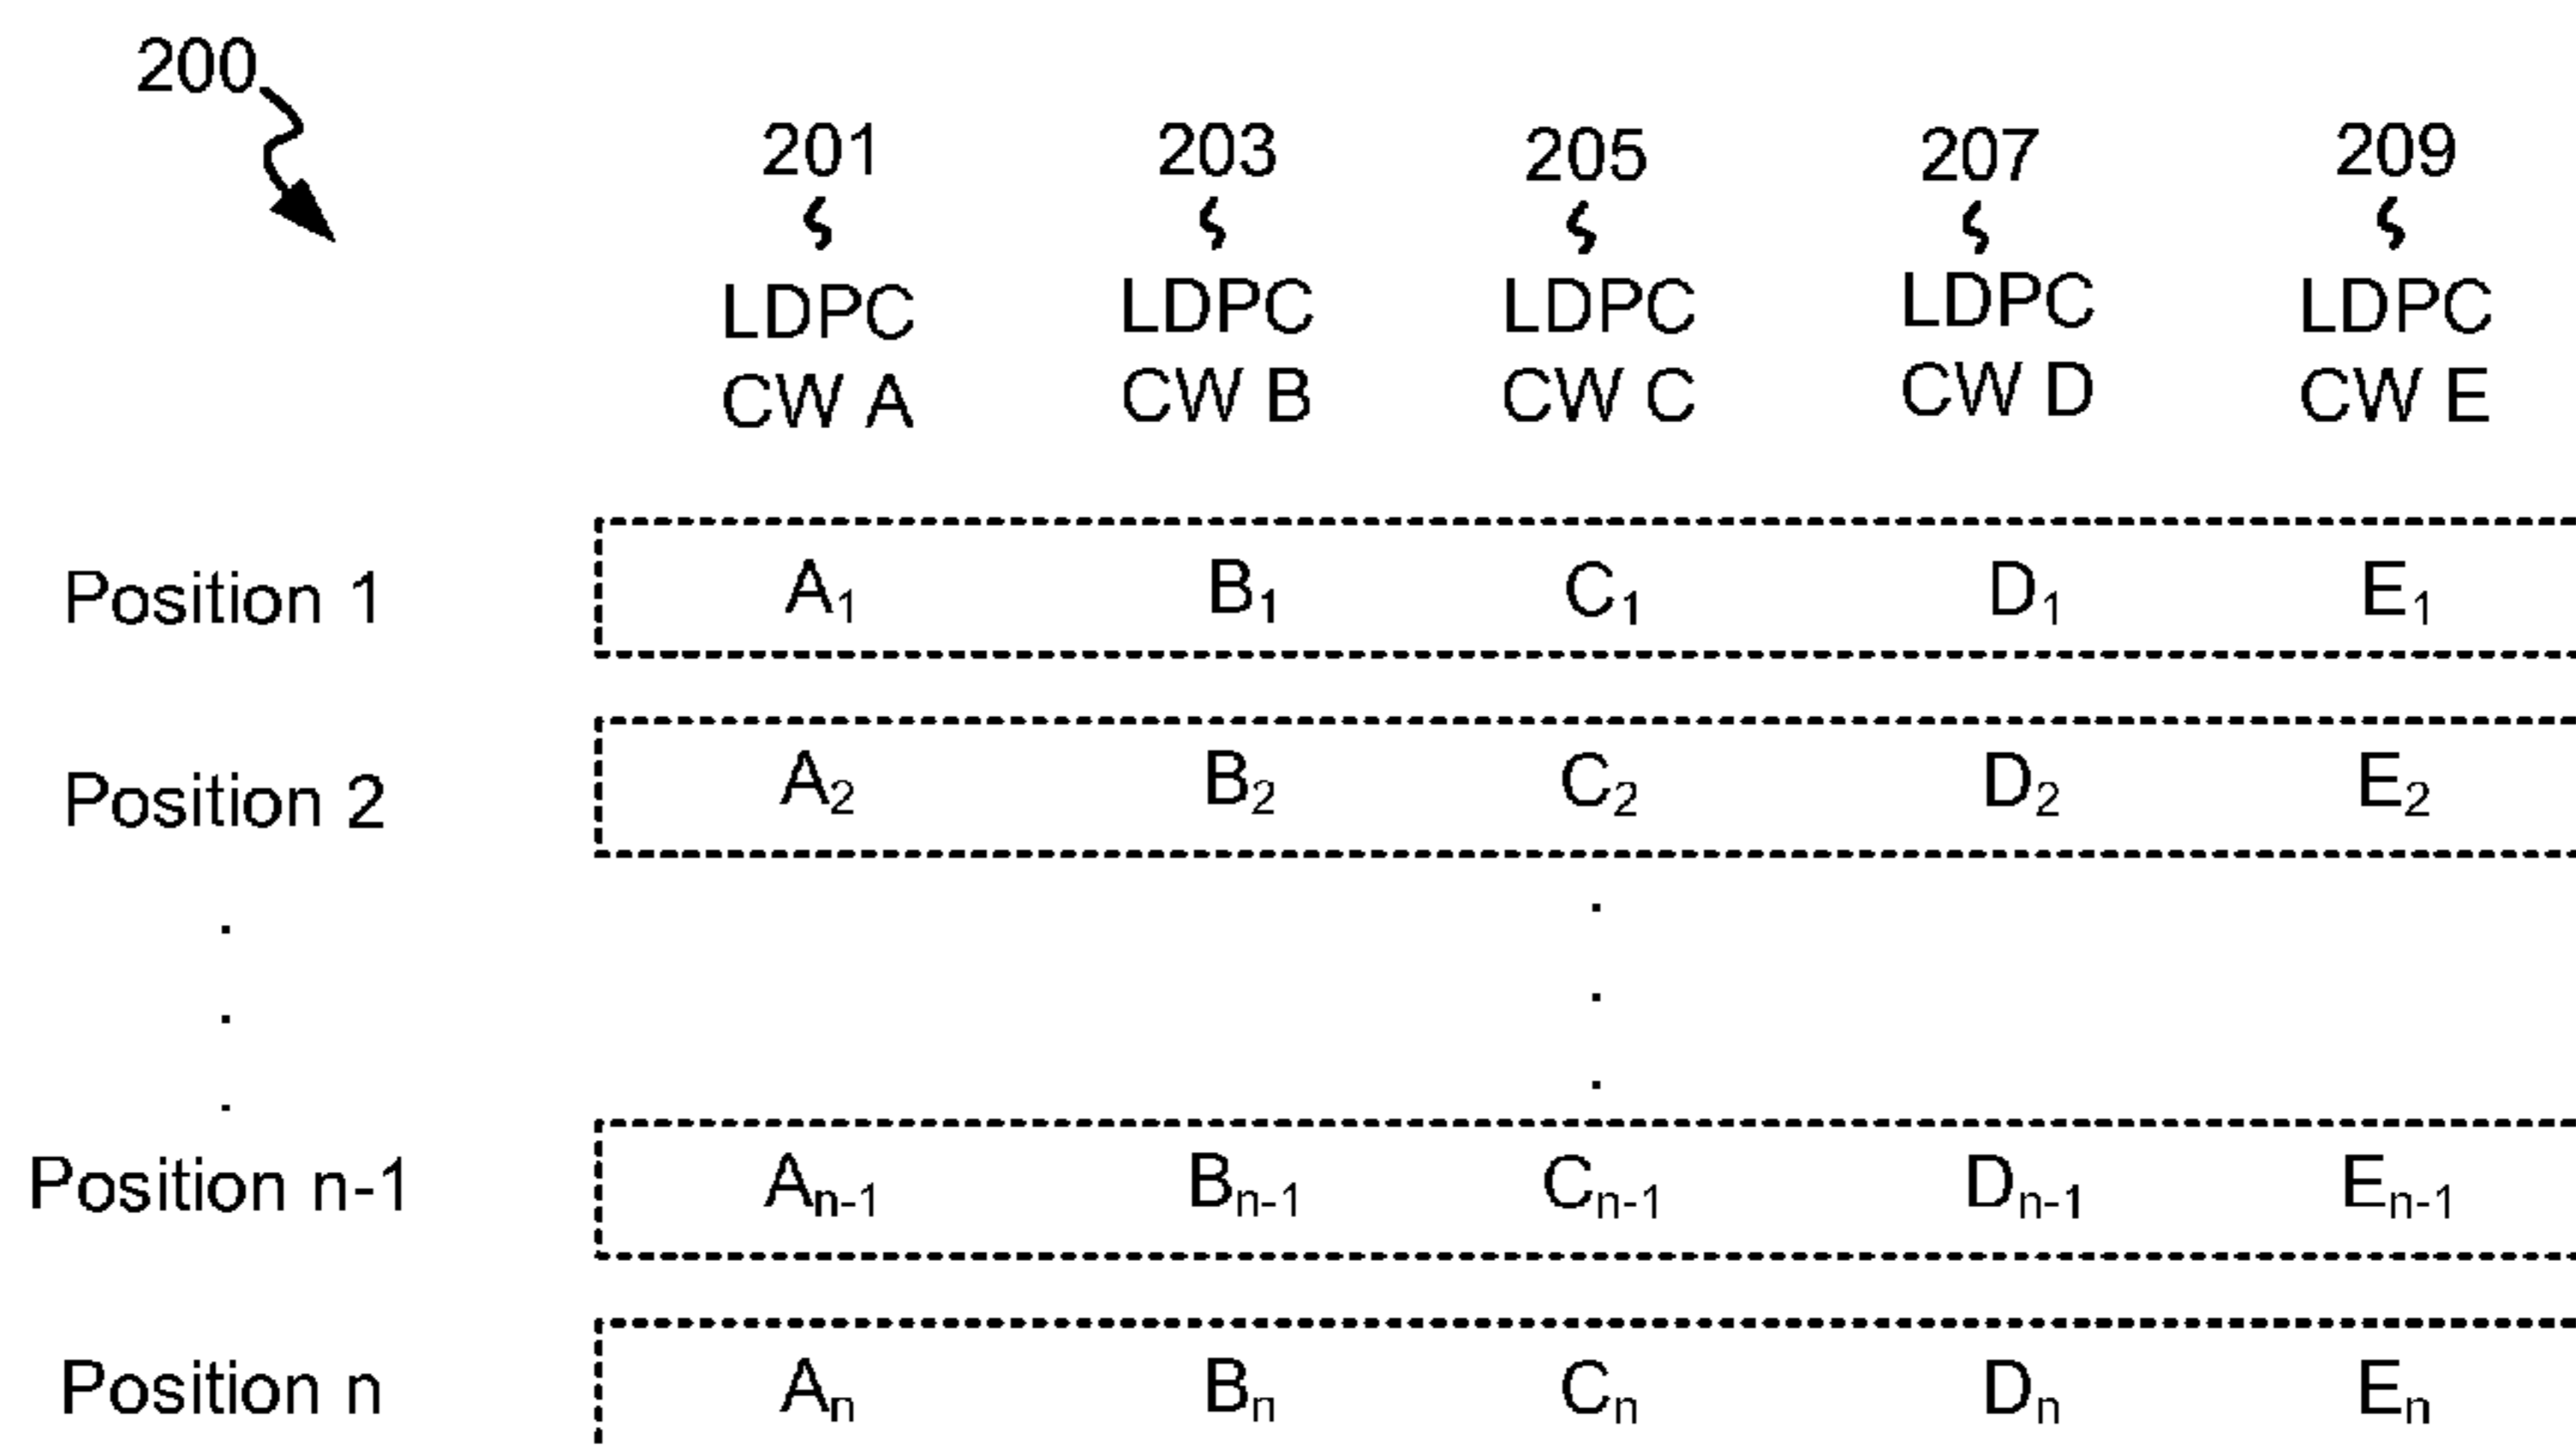 200
201 203 205 207 209
LDPC LDPC LDPC LDPC LDPC
CW A CW B CW C CW D CW E
Position 1 A₁ B₁ C₁ D₁ E₁
Position 2 A₂ B₂ C₂ D₂ E₂
. .
. .
. .
Position n-1 Aₙ₋₁ Bₙ₋₁ Cₙ₋₁ Dₙ₋₁ Eₙ₋₁
Position n Aₙ Bₙ Cₙ Dₙ Eₙ